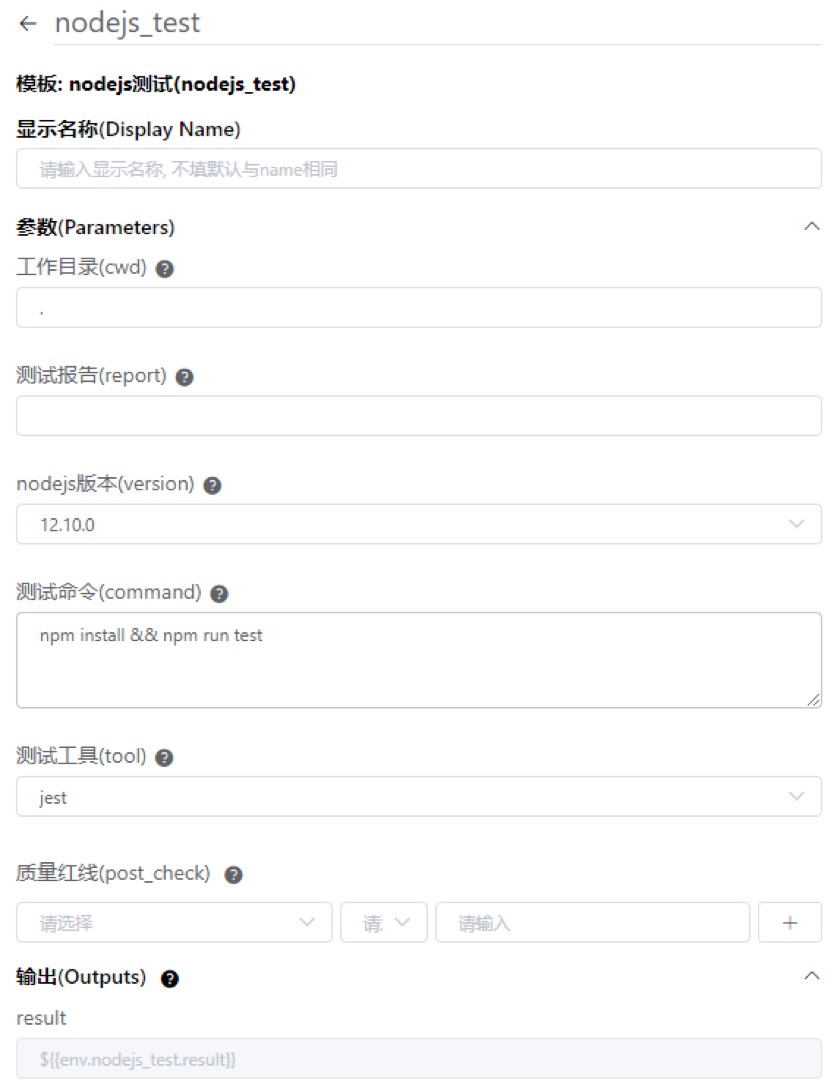 ← nodejs_test
模板: nodejs测试(nodejs_test)
显示名称(Display Name)
请输入显示名称, 不填默认与name相同
参数(Parameters)
工作目录(cwd) ?
.
测试报告(report) ?
nodejs版本(version) ?
12.10.0
测试命令(command) ?
npm install && npm run test
测试工具(tool) ?
jest
质量红线(post_check) ?
请选择 请 请输入 +
输出(Outputs) ?
result
${{env.nodejs_test.result}}